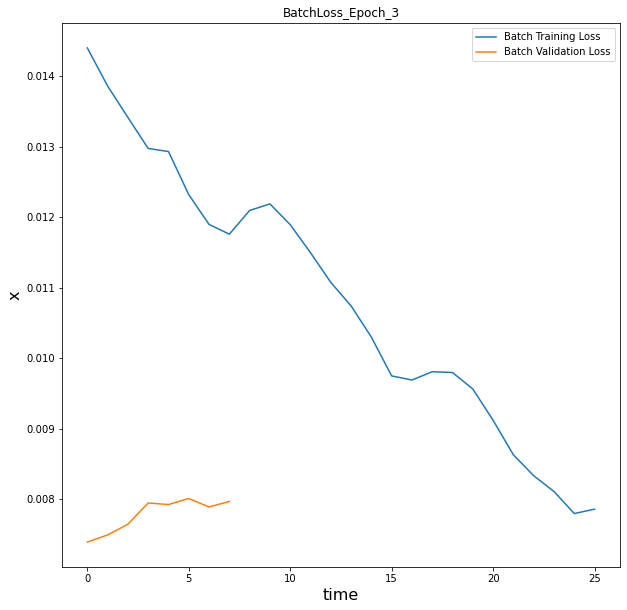 BatchLoss_Epoch_3
Batch Training Loss
Batch Validation Loss
0.014
0.013
0.012
0.011
0.010
0.009
0.008
x
0 5 10 15 20 25
time